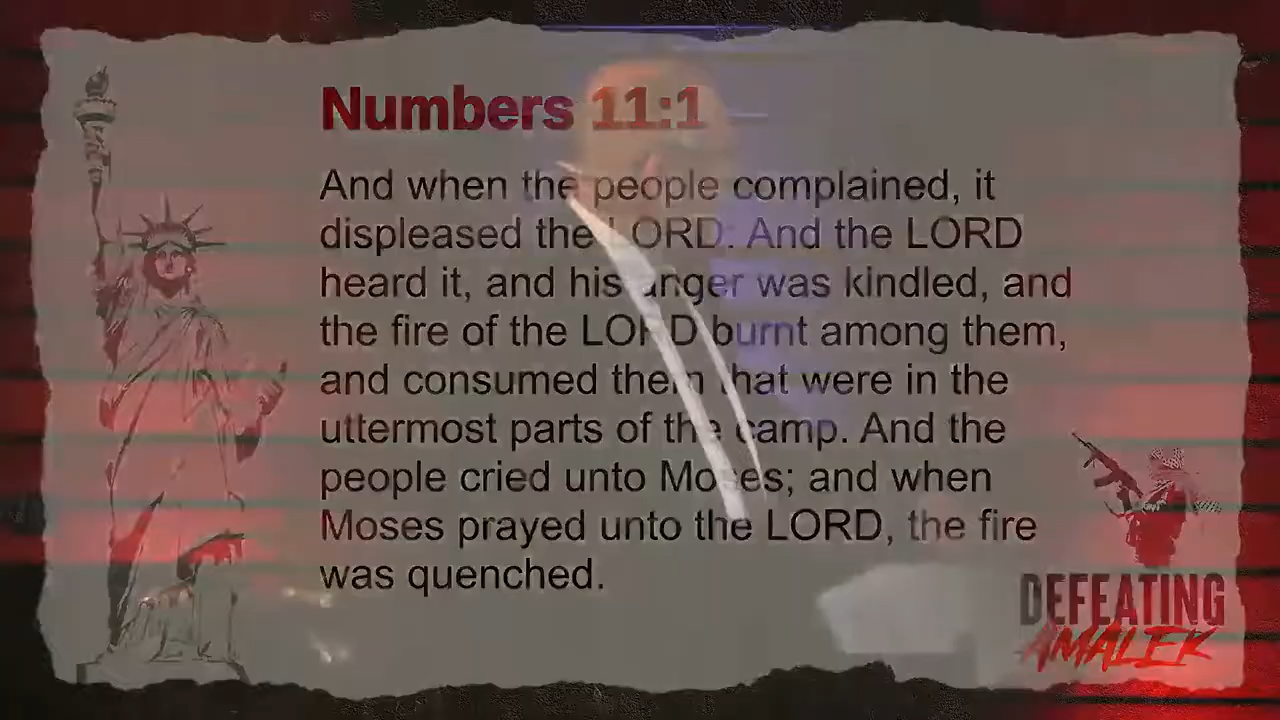 Numbers 11:1
And when the people complained, it
displeased the LORD: And the LORD
heard it, and his anger was kindled, and
the fire of the LORD burnt among them,
and consumed them that were in the
uttermost parts of the camp. And the
people cried unto Moses; and when
Moses prayed unto the LORD, the fire
was quenched.
DEFEATING
AMALEK